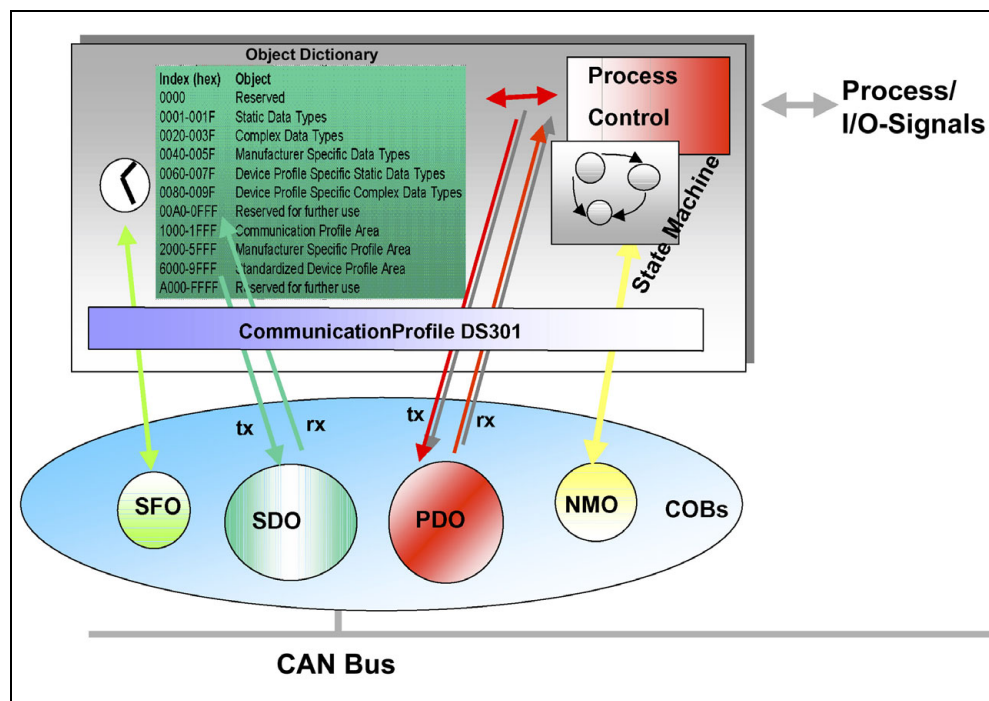 Object Dictionary
Index (hex) Object
0000 Reserved
0001-001F Static Data Types
0020-003F Complex Data Types
0040-005F Manufacturer Specific Data Types
0060-007F Device Profile Specific Static Data Types
0080-009F Device Profile Specific Complex Data Types
00A0-0FFF Reserved for further use
1000-1FFF Communication Profile Area
2000-5FFF Manufacturer Specific Profile Area
6000-9FFF Standardized Device Profile Area
A000-FFFF Reserved for further use
Process
Control
State Machine
Process/
I/O-Signals
CommunicationProfile DS301
tx
rx
tx
rx
SFO
SDO
PDO
NMO
COBs
CAN Bus